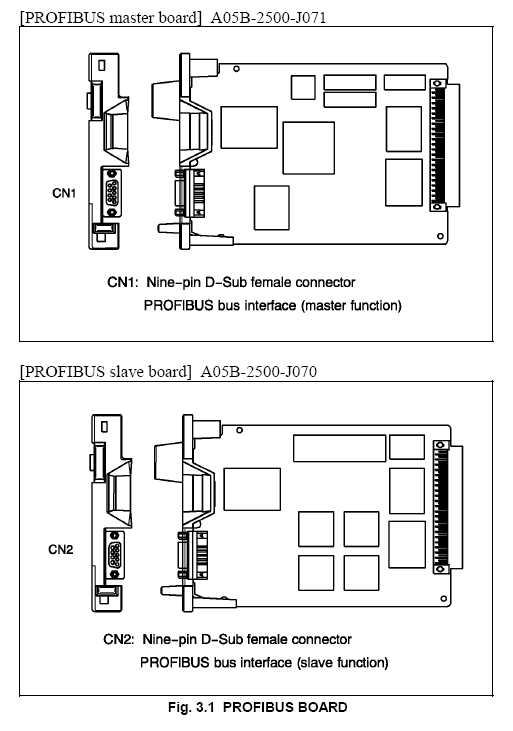 [PROFIBUS master board]  A05B-2500-J071
CN1
CN1:  Nine-pin D-Sub female connector
PROFIBUS bus interface (master function)
[PROFIBUS slave board]  A05B-2500-J070
CN2
CN2:  Nine-pin D-Sub female connector
PROFIBUS bus interface (slave function)
Fig. 3.1  PROFIBUS BOARD